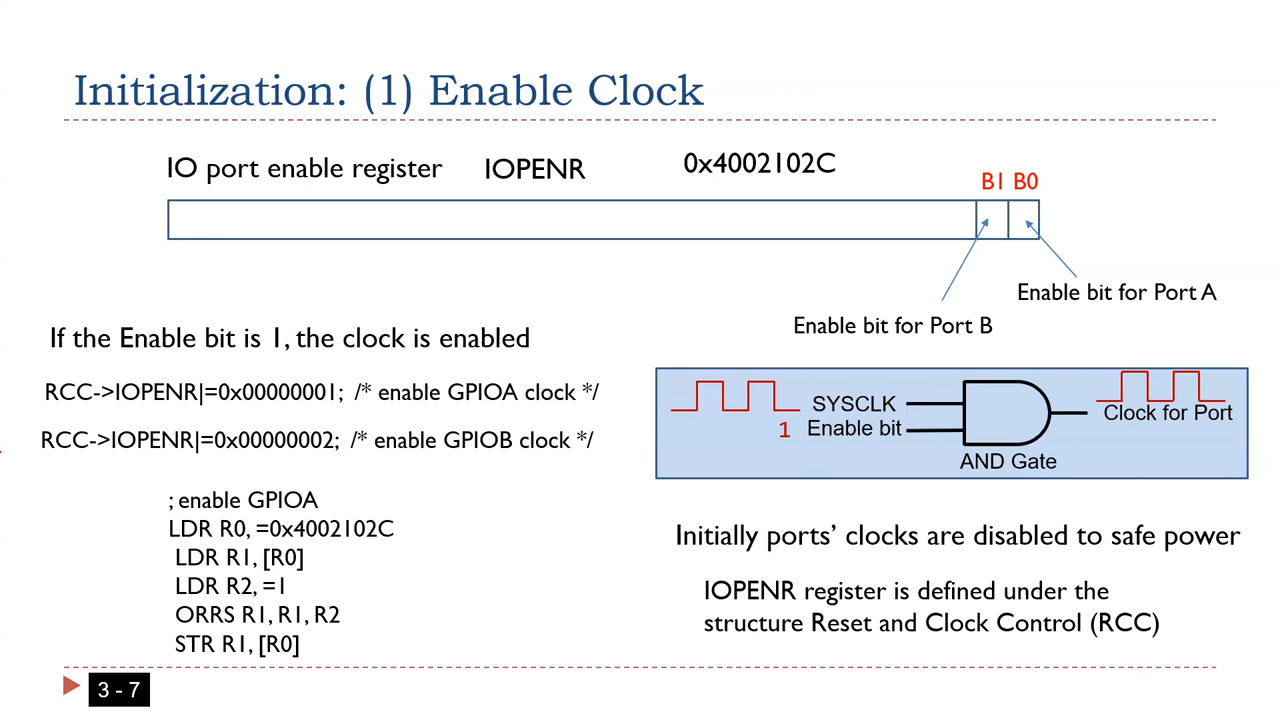 Initialization: (1) Enable Clock
IO port enable register IOPENR 0x4002102C
B1 B0
Enable bit for Port A
Enable bit for Port B
If the Enable bit is 1, the clock is enabled
RCC->IOPENR|=0x00000001; /* enable GPIOA clock */
RCC->IOPENR|=0x00000002; /* enable GPIOB clock */
SYSCLK
1 Enable bit
Clock for Port
AND Gate
; enable GPIOA
LDR R0, =0x4002102C
LDR R1, [R0]
LDR R2, =1
ORRS R1, R1, R2
STR R1, [R0]
Initially ports’ clocks are disabled to safe power
IOPENR register is defined under the
structure Reset and Clock Control (RCC)
3 - 7